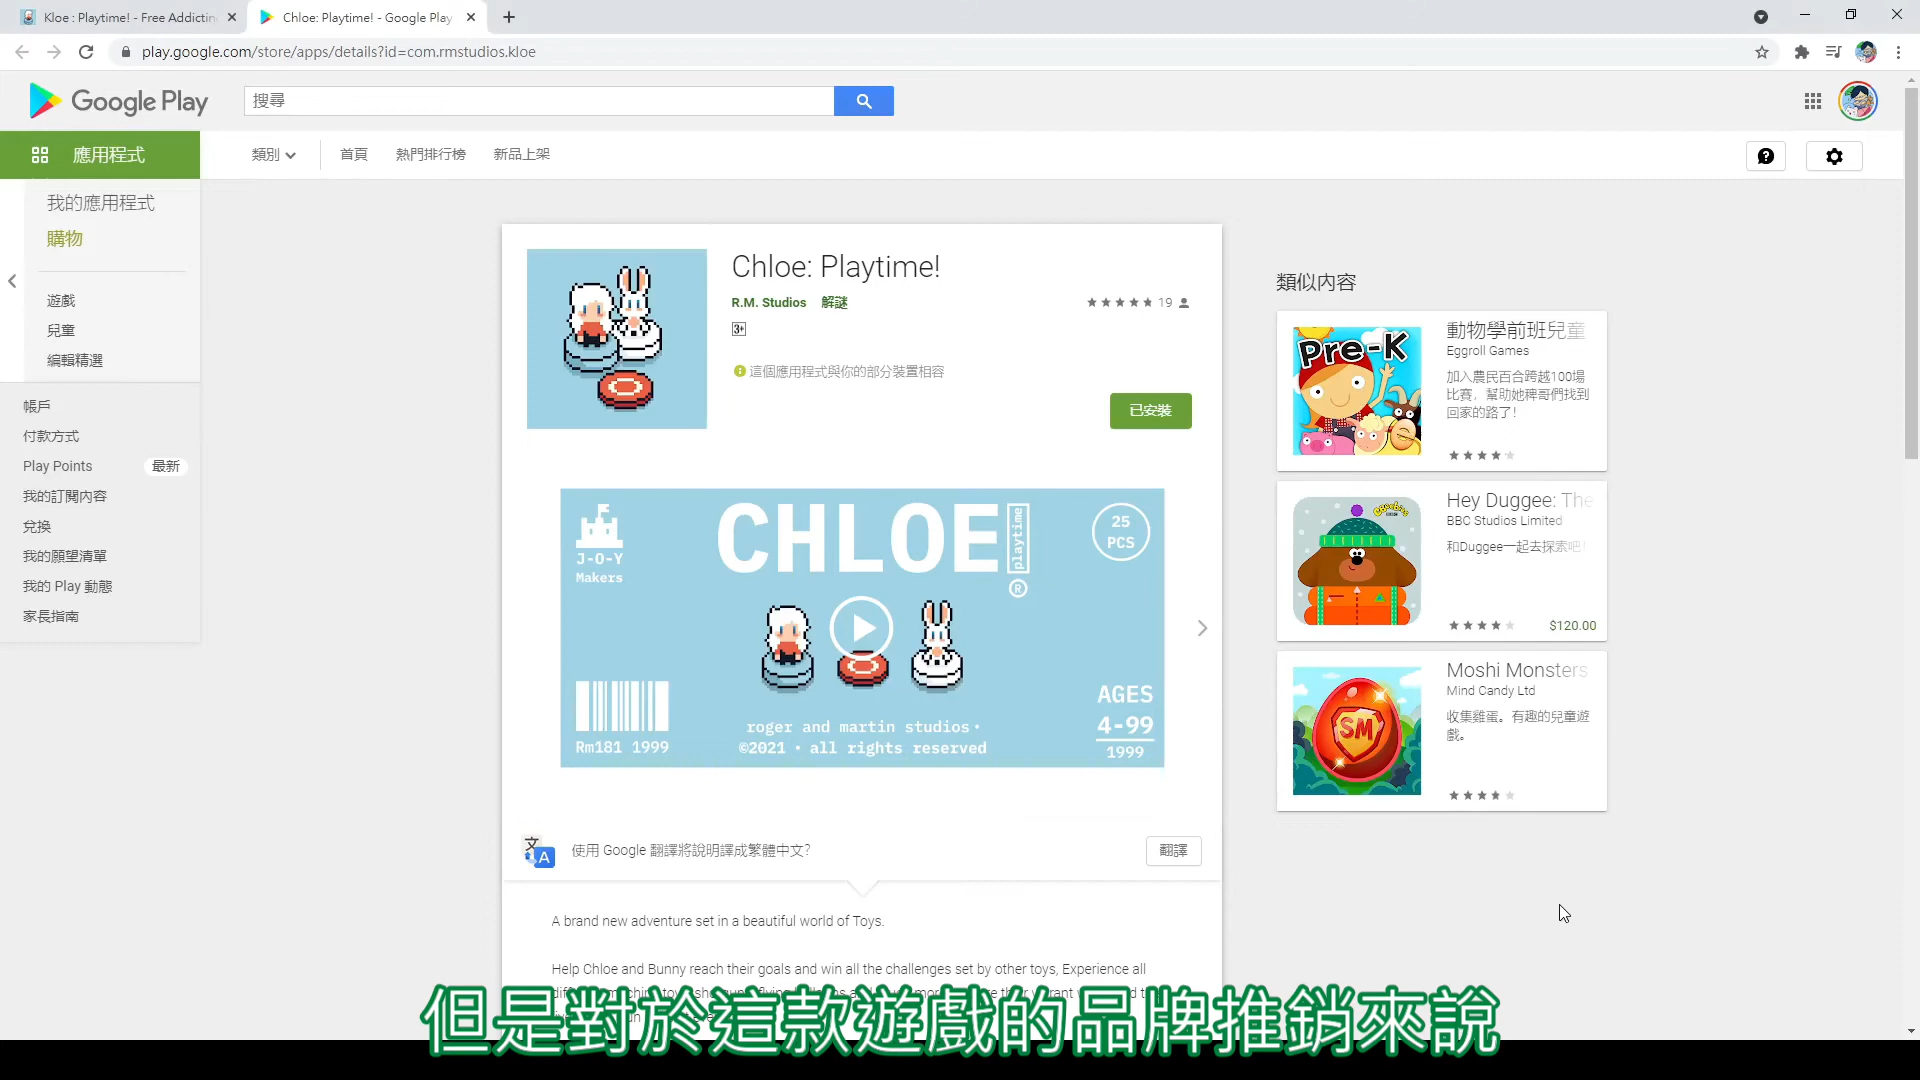 Kloe : Playtime! - Free Addictin
Chloe: Playtime! - Google Play
play.google.com/store/apps/details?id=com.rmstudios.kloe
Google Play
搜尋
應用程式
類別
首頁
熱門排行榜
新品上架
我的應用程式
購物
遊戲
兒童
編輯精選
帳戶
付款方式
Play Points
最新
我的訂閱內容
兌換
我的願望清單
我的 Play 動態
家長指南
Chloe: Playtime!
R.M. Studios 解謎
19
3+
這個應用程式與你的部分裝置相容
已安裝
J-O-Y
Makers
CHLOE
playtime
®
25
PCS
Rm181 1999
roger and martin studios•
©2021 • all rights reserved
AGES
4-99
1999
使用 Google 翻譯將說明譯成繁體中文?
翻譯
A brand new adventure set in a beautiful world of Toys.
Help Chloe and Bunny reach their goals and win all the challenges set by other toys, Experience all
但是對於這款遊戲的品牌推銷來說
類似內容
Pre-K
動物學前班兒童
Eggroll Games
加入農民百合跨越100場
比賽，幫助她稗哥們找到
回家的路了!
Hey Duggee: The
BBC Studios Limited
和Duggee一起去探索吧
$120.00
SM
Moshi Monsters
Mind Candy Ltd
收集雞蛋。有趣的兒童遊
戲。